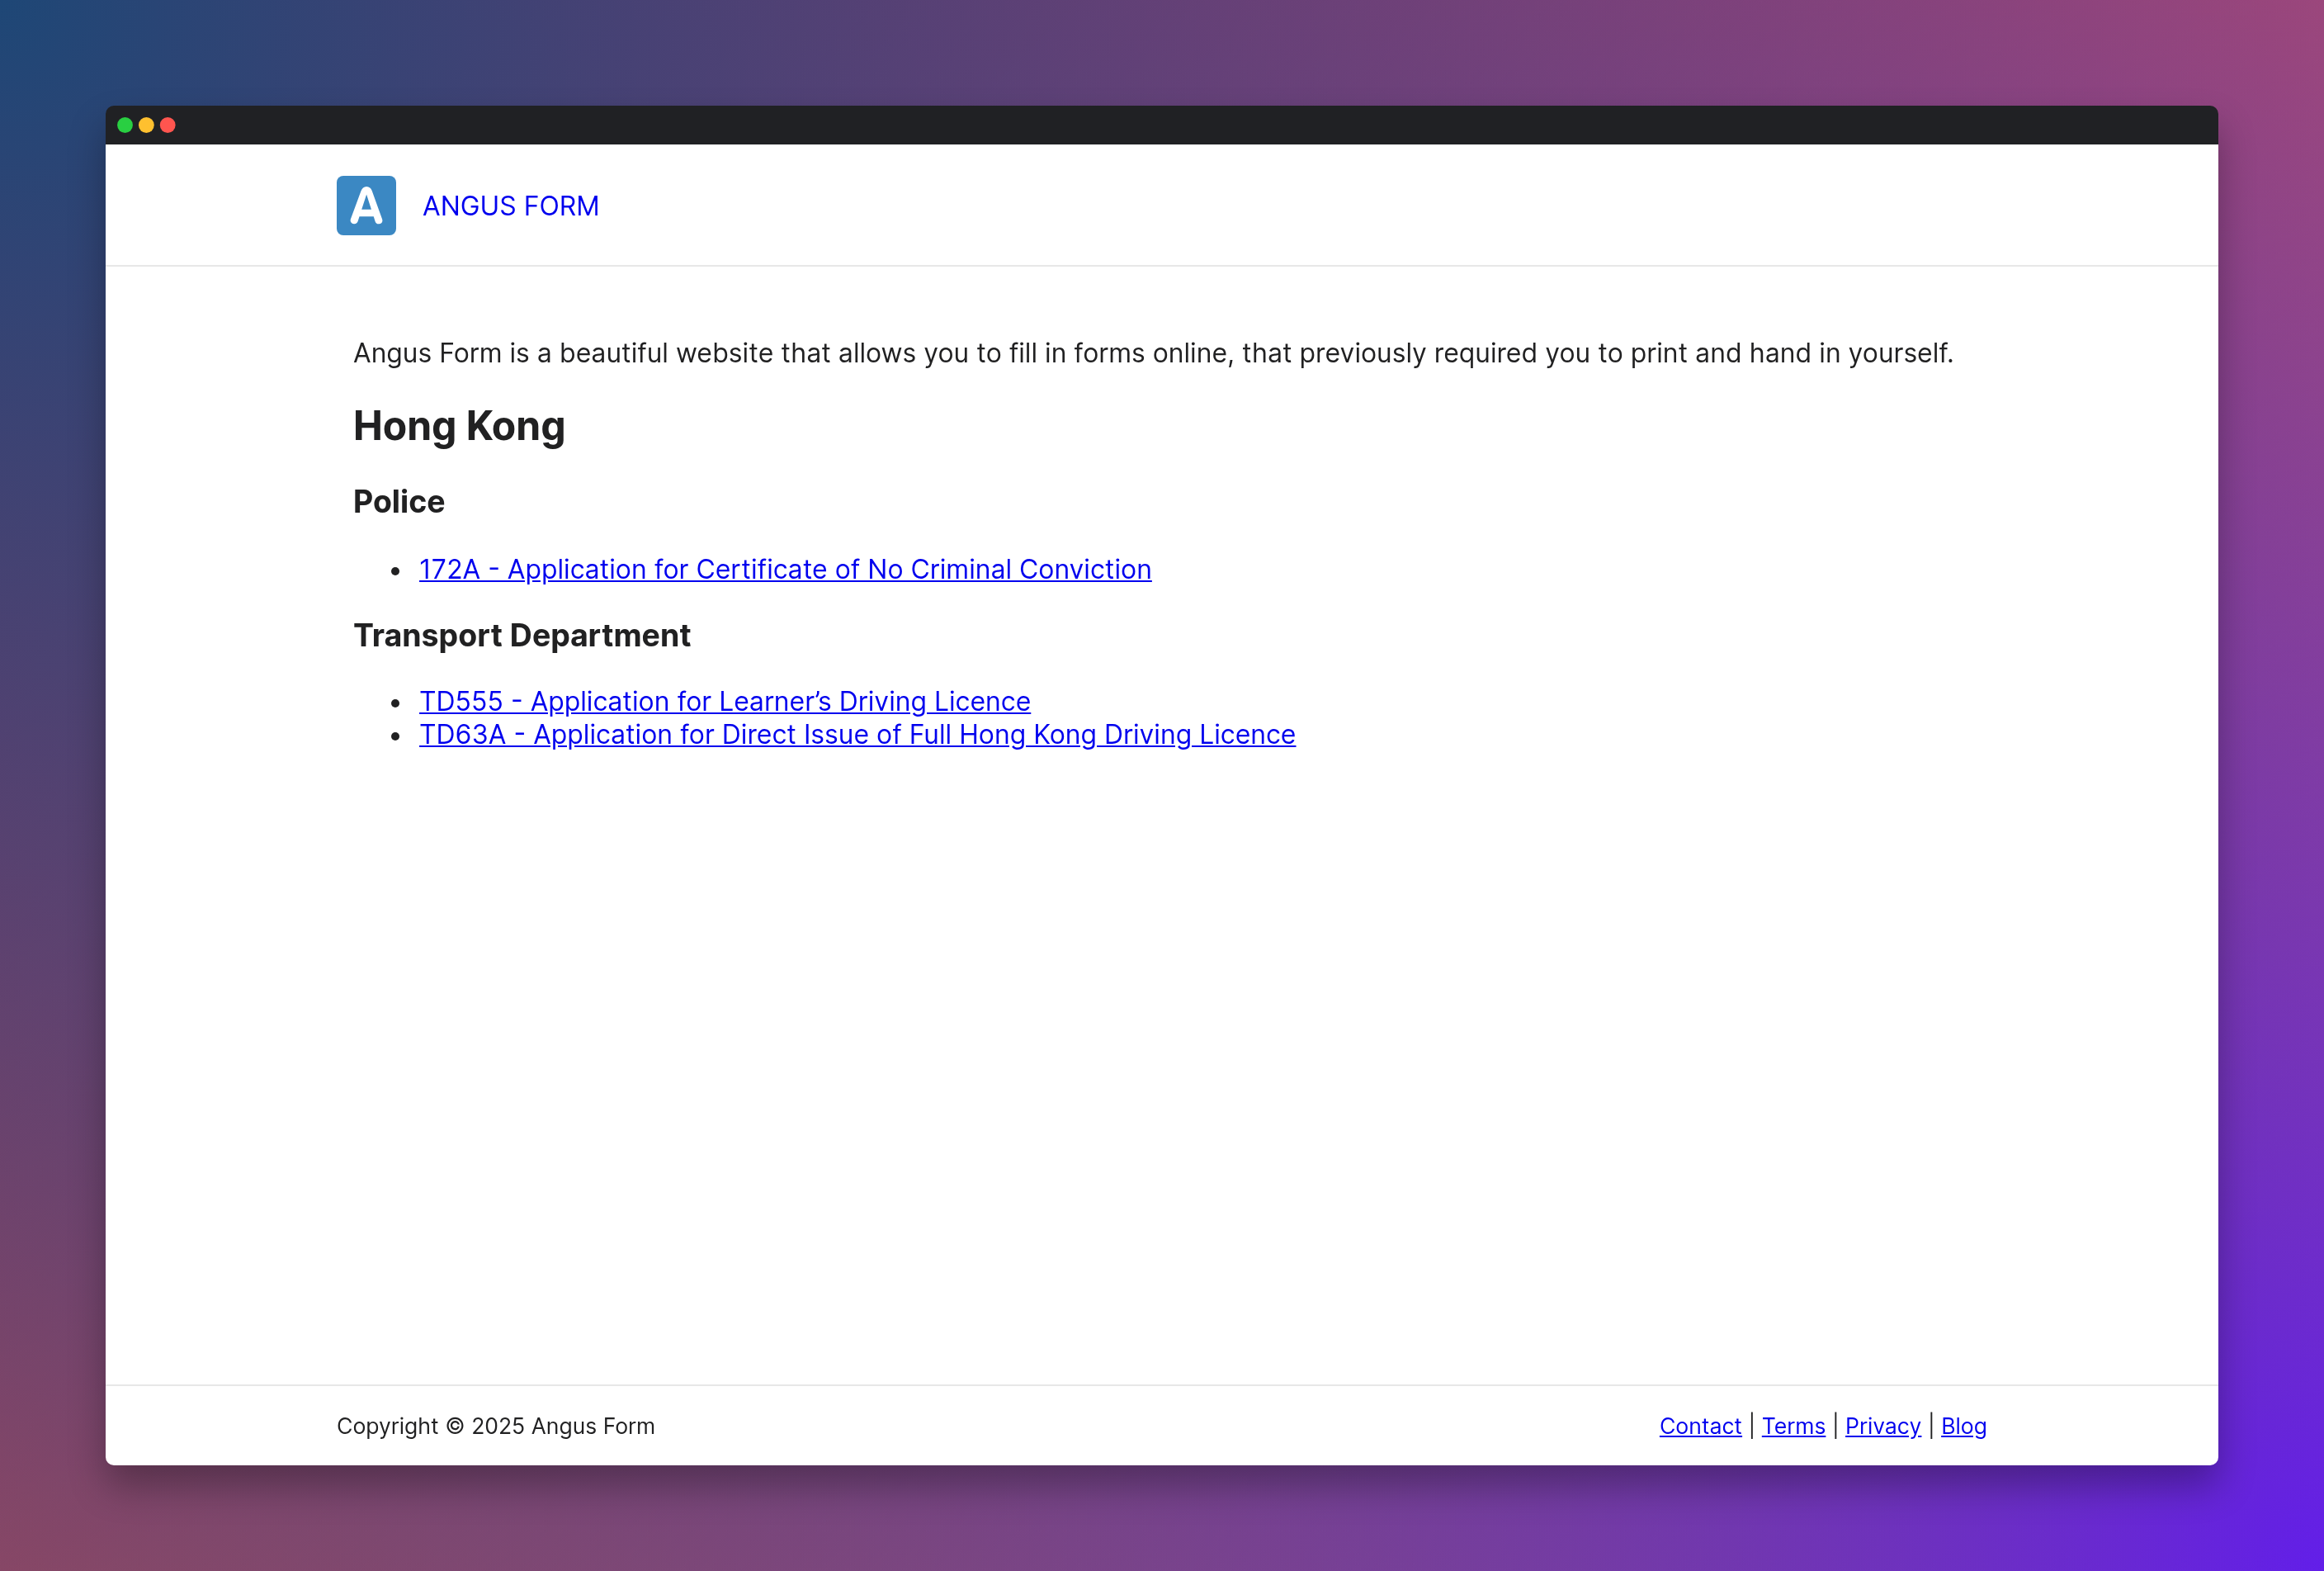 A ANGUS FORM
Angus Form is a beautiful website that allows you to fill in forms online, that previously required you to print and hand in yourself.
Hong Kong
Police
• 172A - Application for Certificate of No Criminal Conviction
Transport Department
• TD555 - Application for Learner’s Driving Licence
• TD63A - Application for Direct Issue of Full Hong Kong Driving Licence
Copyright © 2025 Angus Form Contact | Terms | Privacy | Blog